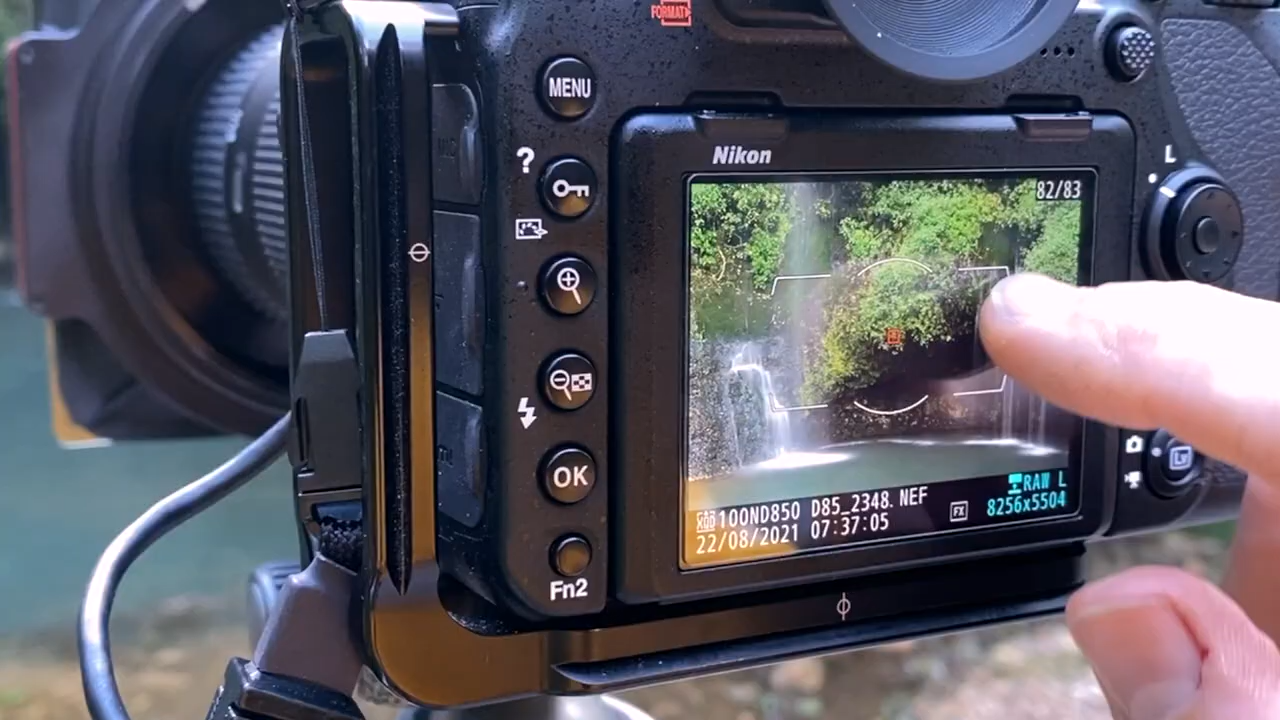 FORMAT
MENU
Nikon
L
?
82/83
OK
RAW L
100ND850 D85_2348.NEF
FX
8256x5504
22/08/2021 07:37:05
Lv
Fn2